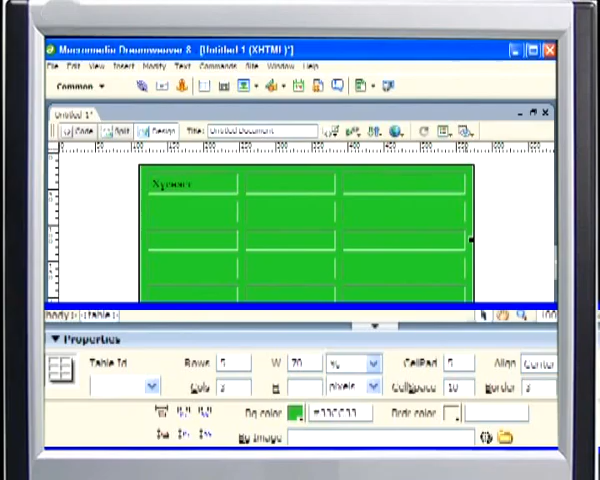 Macromedia Dreamweaver 8 - [Untitled-1 (XHTML)*]
File Edit View Insert Modify Text Commands Site Window Help
Common
Untitled-1*
Code Split Design Title: Untitled Document
body> <table>
Properties
Table Id Rows 5 W 70 % CellPad 5 Align Center
Cols 3 H pixels CellSpace 10 Border 3
Bg color Brdr color
Bg Image